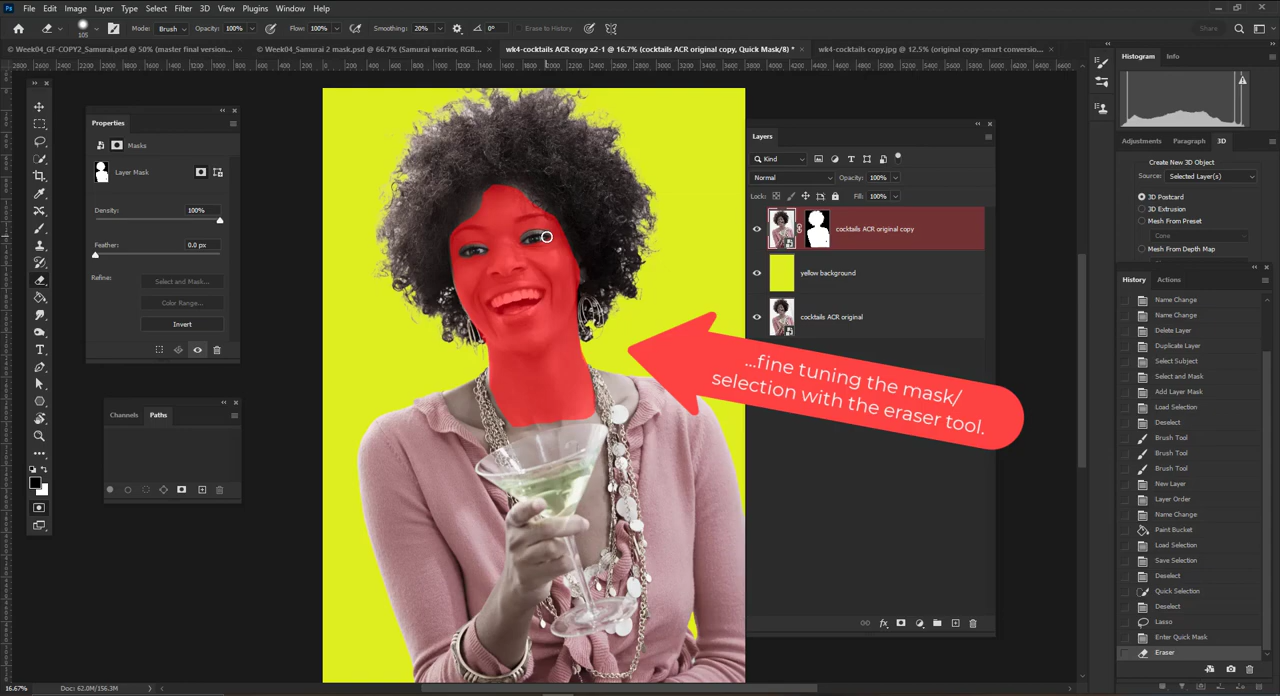 Ps File Edit Image Layer Type Select Filter 3D View Plugins Window Help
105 Mode: Brush Opacity: 100% Flow: 100% Smoothing: 20% 0° Erase to History Share
© Week04_GF-COPY2_Samurai.psd @ 50% (master final version... × © Week04_Samurai 2 mask.psd @ 66.7% (Samurai warrior, RGB... × wk4-cocktails ACR copy x2-1 @ 16.7% (cocktails ACR original copy, Quick Mask/8) * × wk4-cocktails copy.jpg @ 12.5% (original copy-smart conversion... ×
Properties
Masks
Layer Mask
Density: 100%
Feather: 0.0 px
Refine: Select and Mask...
Color Range...
Invert
Channels Paths
...fine tuning the mask/
selection with the eraser tool.
Layers
Kind
Normal Opacity: 100%
Lock: Fill: 100%
cocktails ACR original copy
yellow background
cocktails ACR original
fx
Histogram Info
Adjustments Paragraph 3D
Create New 3D Object
Source: Selected Layer(s)
3D Postcard
3D Extrusion
Mesh From Preset
Cone
Mesh From Depth Map
History Actions
Name Change
Name Change
Delete Layer
Duplicate Layer
Select Subject
Select and Mask
Add Layer Mask
Load Selection
Deselect
Brush Tool
Brush Tool
Brush Tool
New Layer
Layer Order
Name Change
Paint Bucket
Load Selection
Save Selection
Deselect
Quick Selection
Deselect
Lasso
Enter Quick Mask
Eraser
16.67% Doc: 62.0M/156.3M